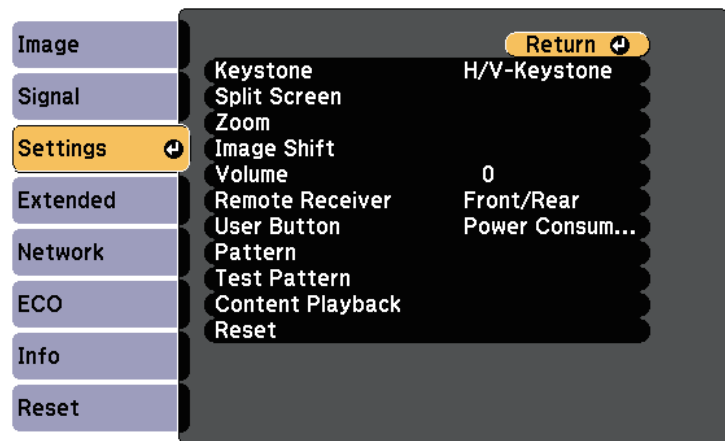 Image
Signal
Settings
Extended
Network
ECO
Info
Reset
Return
Keystone H/V-Keystone
Split Screen
Zoom
Image Shift
Volume 0
Remote Receiver Front/Rear
User Button Power Consum...
Pattern
Test Pattern
Content Playback
Reset